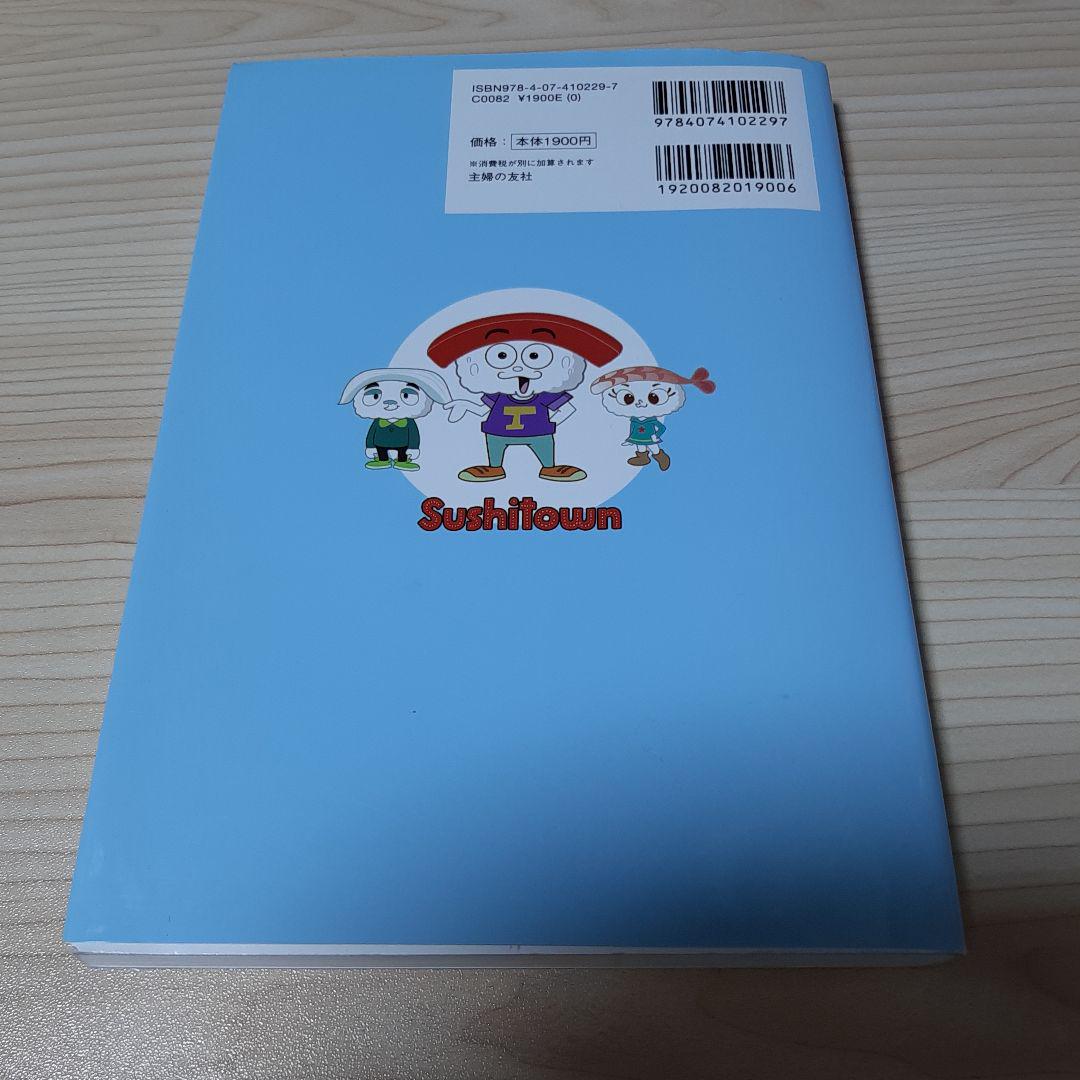 ISBN978-4-07-410229-7
C0082 ¥1900E (0)
価格： 本体1900円
※消費税が別に加算されます
主婦の友社
9784074102297
1920082019006
T
Sushitown